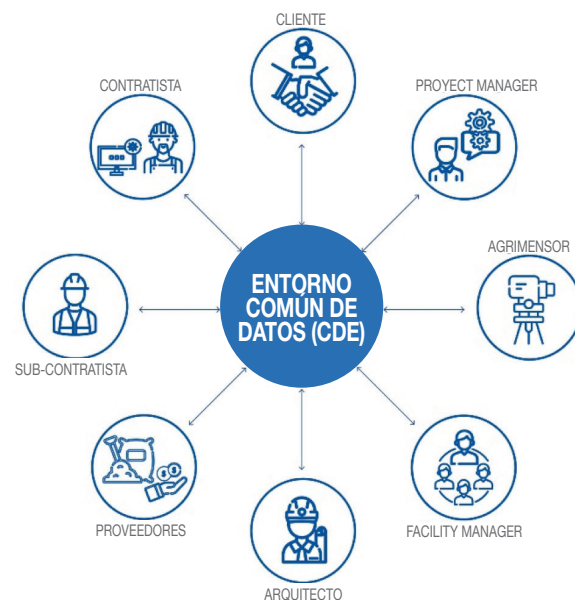 CLIENTE
CONTRATISTA
PROYECT MANAGER
AGRIMENSOR
ENTORNO
COMÚN DE
DATOS (CDE)
SUB-CONTRATISTA
PROVEEDORES
FACILITY MANAGER
ARQUITECTO